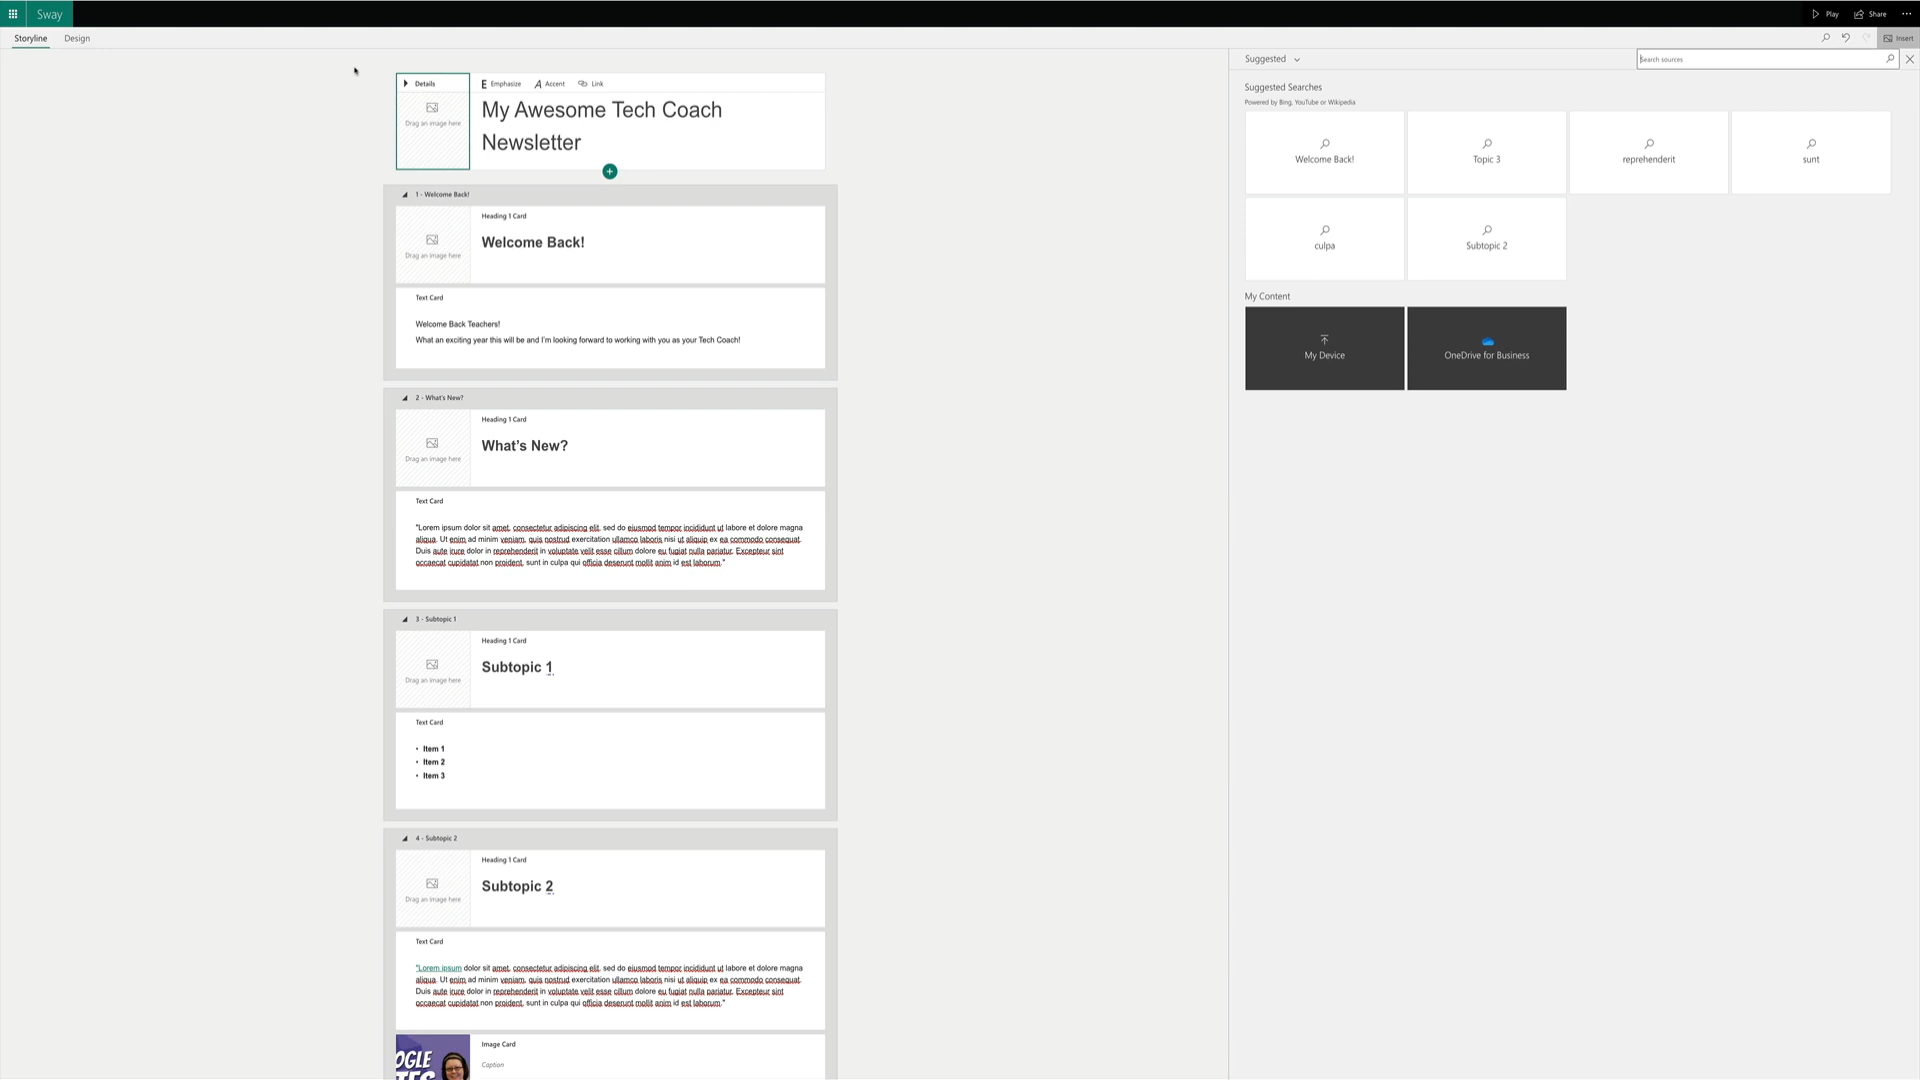 Sway
Play
Share
Storyline
Design
Insert
Details
Drag an image here
Emphasize
Accent
Link
My Awesome Tech Coach
Newsletter
1 - Welcome Back!
Drag an image here
Heading 1 Card
Welcome Back!
Text Card
Welcome Back Teachers!
What an exciting year this will be and I'm looking forward to working with you as your Tech Coach!
2 - What's New?
Drag an image here
Heading 1 Card
What's New?
Text Card
"Lorem ipsum dolor sit amet, consectetur adipiscing elit, sed do eiusmod tempor incididunt ut labore et dolore magna
aliqua. Ut enim ad minim veniam, quis nostrud exercitation ullamco laboris nisi ut aliquip ex ea commodo consequat.
Duis aute irure dolor in reprehenderit in voluptate velit esse cillum dolore eu fugiat nulla pariatur. Excepteur sint
occaecat cupidatat non proident, sunt in culpa qui officia deserunt mollit anim id est laborum."
3 - Subtopic 1
Drag an image here
Heading 1 Card
Subtopic 1
Text Card
• Item 1
• Item 2
• Item 3
4 - Subtopic 2
Drag an image here
Heading 1 Card
Subtopic 2
Text Card
"Lorem ipsum dolor sit amet, consectetur adipiscing elit, sed do eiusmod tempor incididunt ut labore et dolore magna
aliqua. Ut enim ad minim veniam, quis nostrud exercitation ullamco laboris nisi ut aliquip ex ea commodo consequat.
Duis aute irure dolor in reprehenderit in voluptate velit esse cillum dolore eu fugiat nulla pariatur. Excepteur sint
occaecat cupidatat non proident, sunt in culpa qui officia deserunt mollit anim id est laborum."
OGLE
Image Card
Caption
Suggested
Search sources
Suggested Searches
Powered by Bing, YouTube or Wikipedia
Welcome Back!
Topic 3
reprehenderit
sunt
culpa
Subtopic 2
My Content
My Device
OneDrive for Business